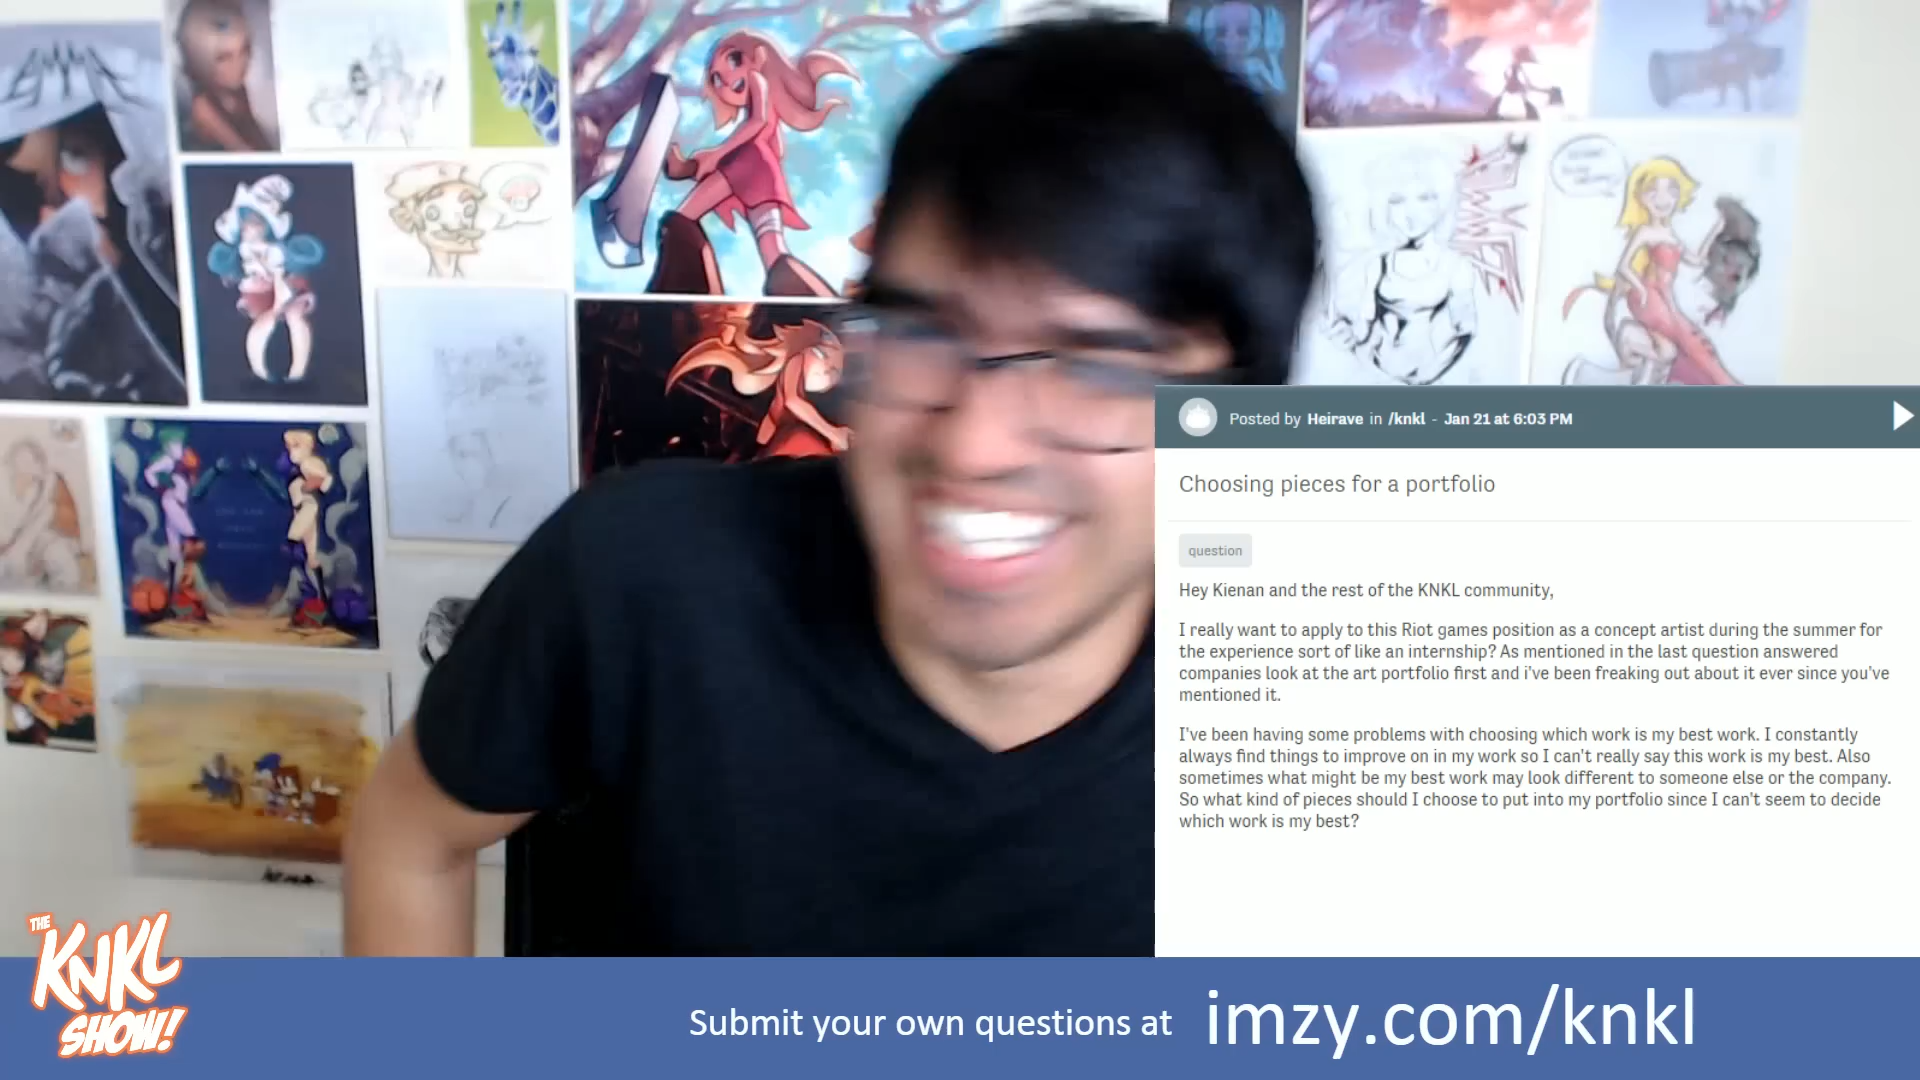 Posted by Heirave in /knkl - Jan 21 at 6:03 PM
Choosing pieces for a portfolio
question
Hey Kienan and the rest of the KNKL community,
I really want to apply to this Riot games position as a concept artist during the summer for
the experience sort of like an internship? As mentioned in the last question answered
companies look at the art portfolio first and i've been freaking out about it ever since you've
mentioned it.
I've been having some problems with choosing which work is my best work. I constantly
always find things to improve on in my work so I can't really say this work is my best. Also
sometimes what might be my best work may look different to someone else or the company.
So what kind of pieces should I choose to put into my portfolio since I can't seem to decide
which work is my best?
THE
KNKL
SHOW!
Submit your own questions at imzy.com/knkl